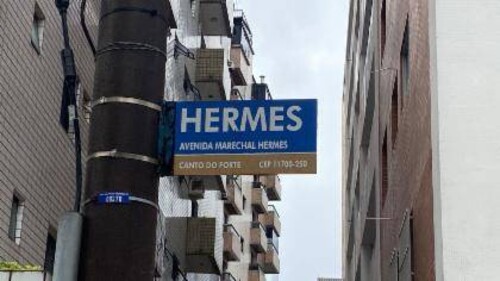 HERMES
AVENIDA MARECHAL HERMES
CANTO DO FORTE CEP 11700-250